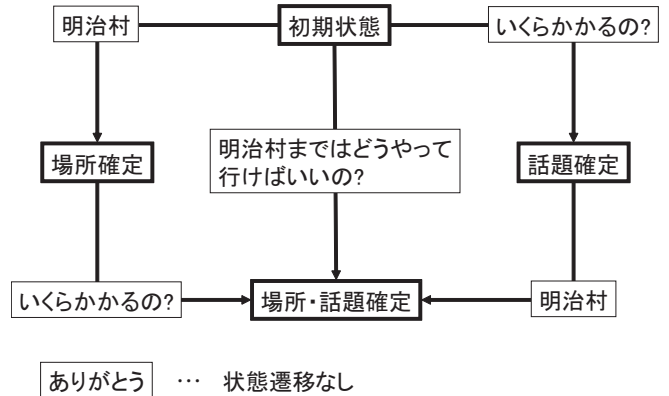 明治村
初期状態
いくらかかるの?
場所確定
明治村まではどうやって
行けばいいの?
話題確定
いくらかかるの?
場所・話題確定
明治村
ありがとう … 状態遷移なし